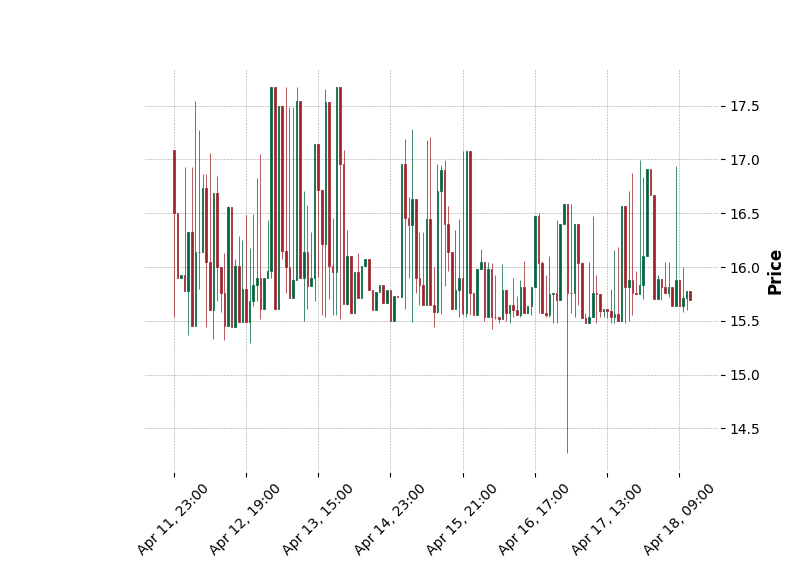 17.5
17.0
16.5
16.0
15.5
15.0
14.5
Price
Apr 11, 23:00
Apr 12, 19:00
Apr 13, 15:00
Apr 14, 23:00
Apr 15, 21:00
Apr 16, 17:00
Apr 17, 13:00
Apr 18, 09:00